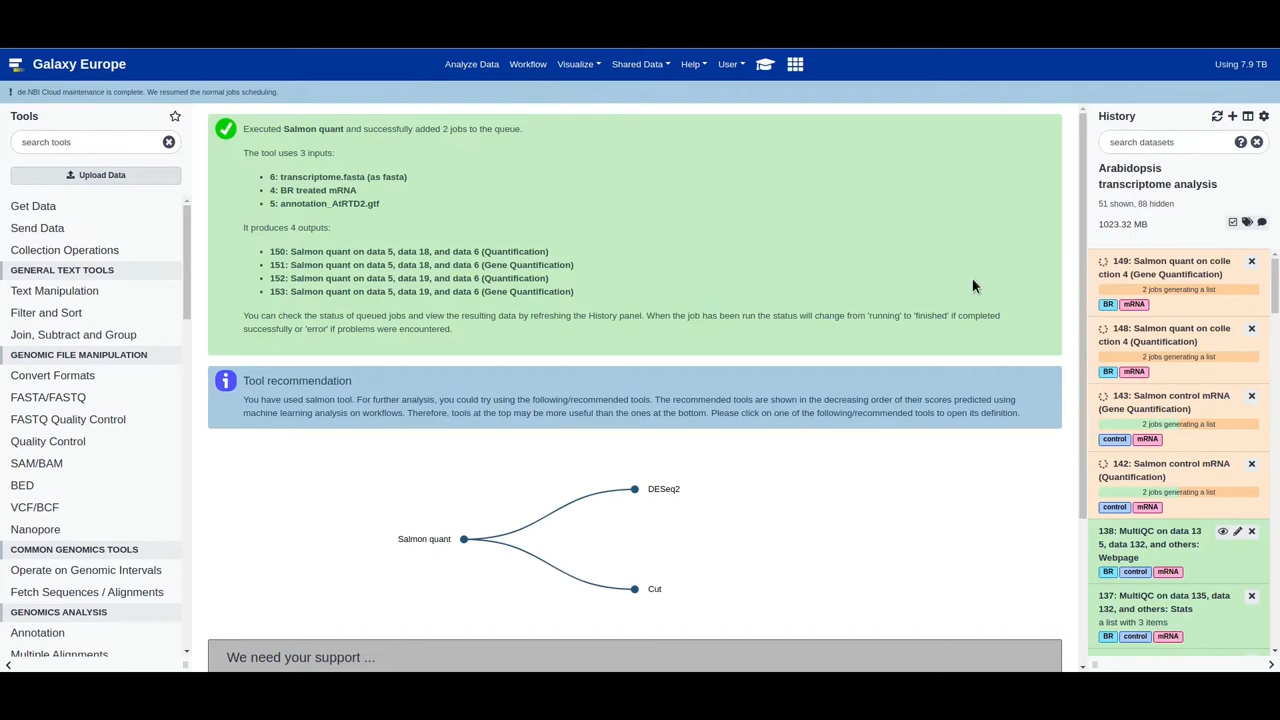 Galaxy Europe
Analyze Data Workflow Visualize Shared Data Help User
Using 7.9 TB
! de.NBI Cloud maintenance is complete. We resumed the normal jobs scheduling.
Tools
search tools
Upload Data
Get Data
Send Data
Collection Operations
GENERAL TEXT TOOLS
Text Manipulation
Filter and Sort
Join, Subtract and Group
GENOMIC FILE MANIPULATION
Convert Formats
FASTA/FASTQ
FASTQ Quality Control
Quality Control
SAM/BAM
BED
VCF/BCF
Nanopore
COMMON GENOMICS TOOLS
Operate on Genomic Intervals
Fetch Sequences / Alignments
GENOMICS ANALYSIS
Annotation
Multiple Alignments
Executed Salmon quant and successfully added 2 jobs to the queue.
The tool uses 3 inputs:
• 6: transcriptome.fasta (as fasta)
• 4: BR treated mRNA
• 5: annotation_AtRTD2.gtf
It produces 4 outputs:
• 150: Salmon quant on data 5, data 18, and data 6 (Quantification)
• 151: Salmon quant on data 5, data 18, and data 6 (Gene Quantification)
• 152: Salmon quant on data 5, data 19, and data 6 (Quantification)
• 153: Salmon quant on data 5, data 19, and data 6 (Gene Quantification)
You can check the status of queued jobs and view the resulting data by refreshing the History panel. When the job has been run the status will change from 'running' to 'finished' if completed
successfully or 'error' if problems were encountered.
Tool recommendation
You have used salmon tool. For further analysis, you could try using the following/recommended tools. The recommended tools are shown in the decreasing order of their scores predicted using
machine learning analysis on workflows. Therefore, tools at the top may be more useful than the ones at the bottom. Please click on one of the following/recommended tools to open its definition.
DESeq2
Salmon quant
Cut
We need your support ...
History
search datasets
Arabidopsis
transcriptome analysis
51 shown, 88 hidden
1023.32 MB
149: Salmon quant on colle
ction 4 (Gene Quantification)
2 jobs generating a list
BR mRNA
148: Salmon quant on colle
ction 4 (Quantification)
2 jobs generating a list
BR mRNA
143: Salmon control mRNA
(Gene Quantification)
2 jobs generating a list
control mRNA
142: Salmon control mRNA
(Quantification)
2 jobs generating a list
control mRNA
138: MultiQC on data 13
5, data 132, and others:
Webpage
BR control mRNA
137: MultiQC on data 135, data
132, and others: Stats
a list with 3 items
BR control mRNA